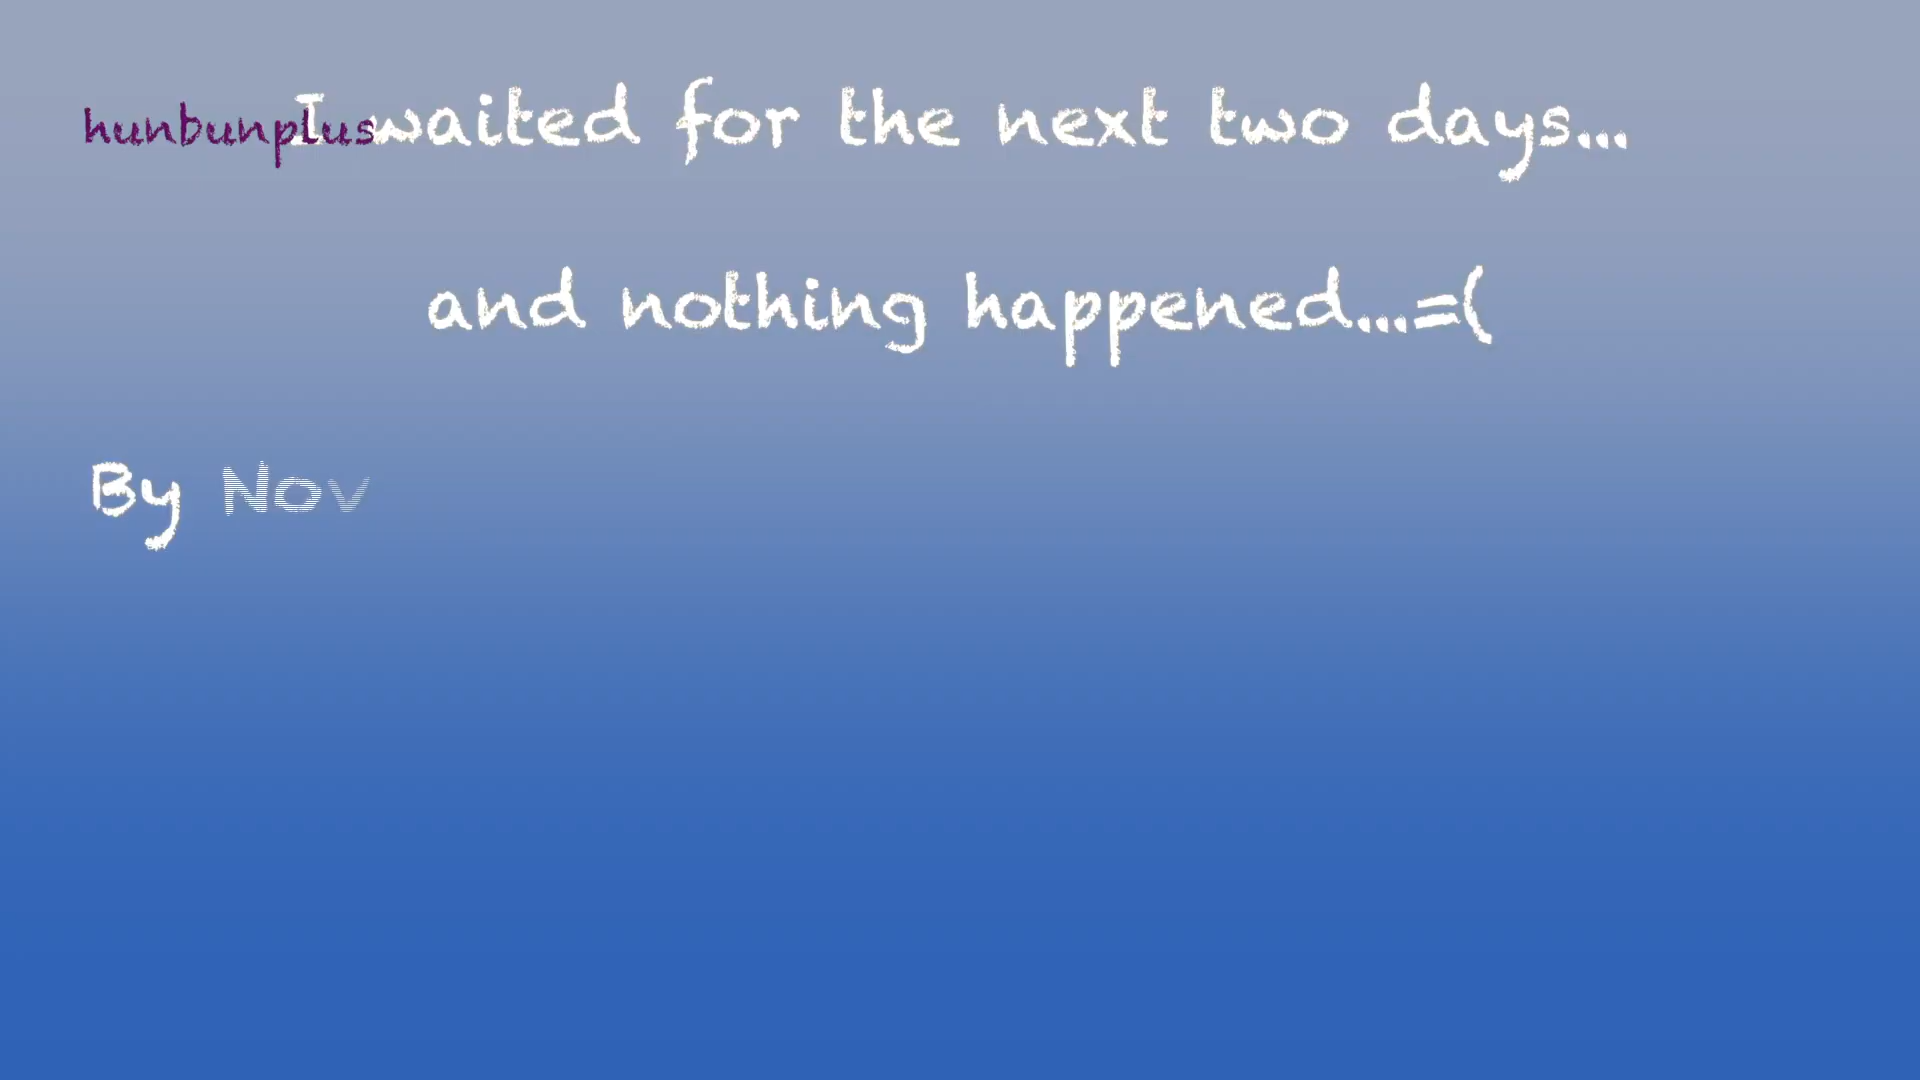 hunbunplus
I waited for the next two days...
and nothing happened...=(
By Nov